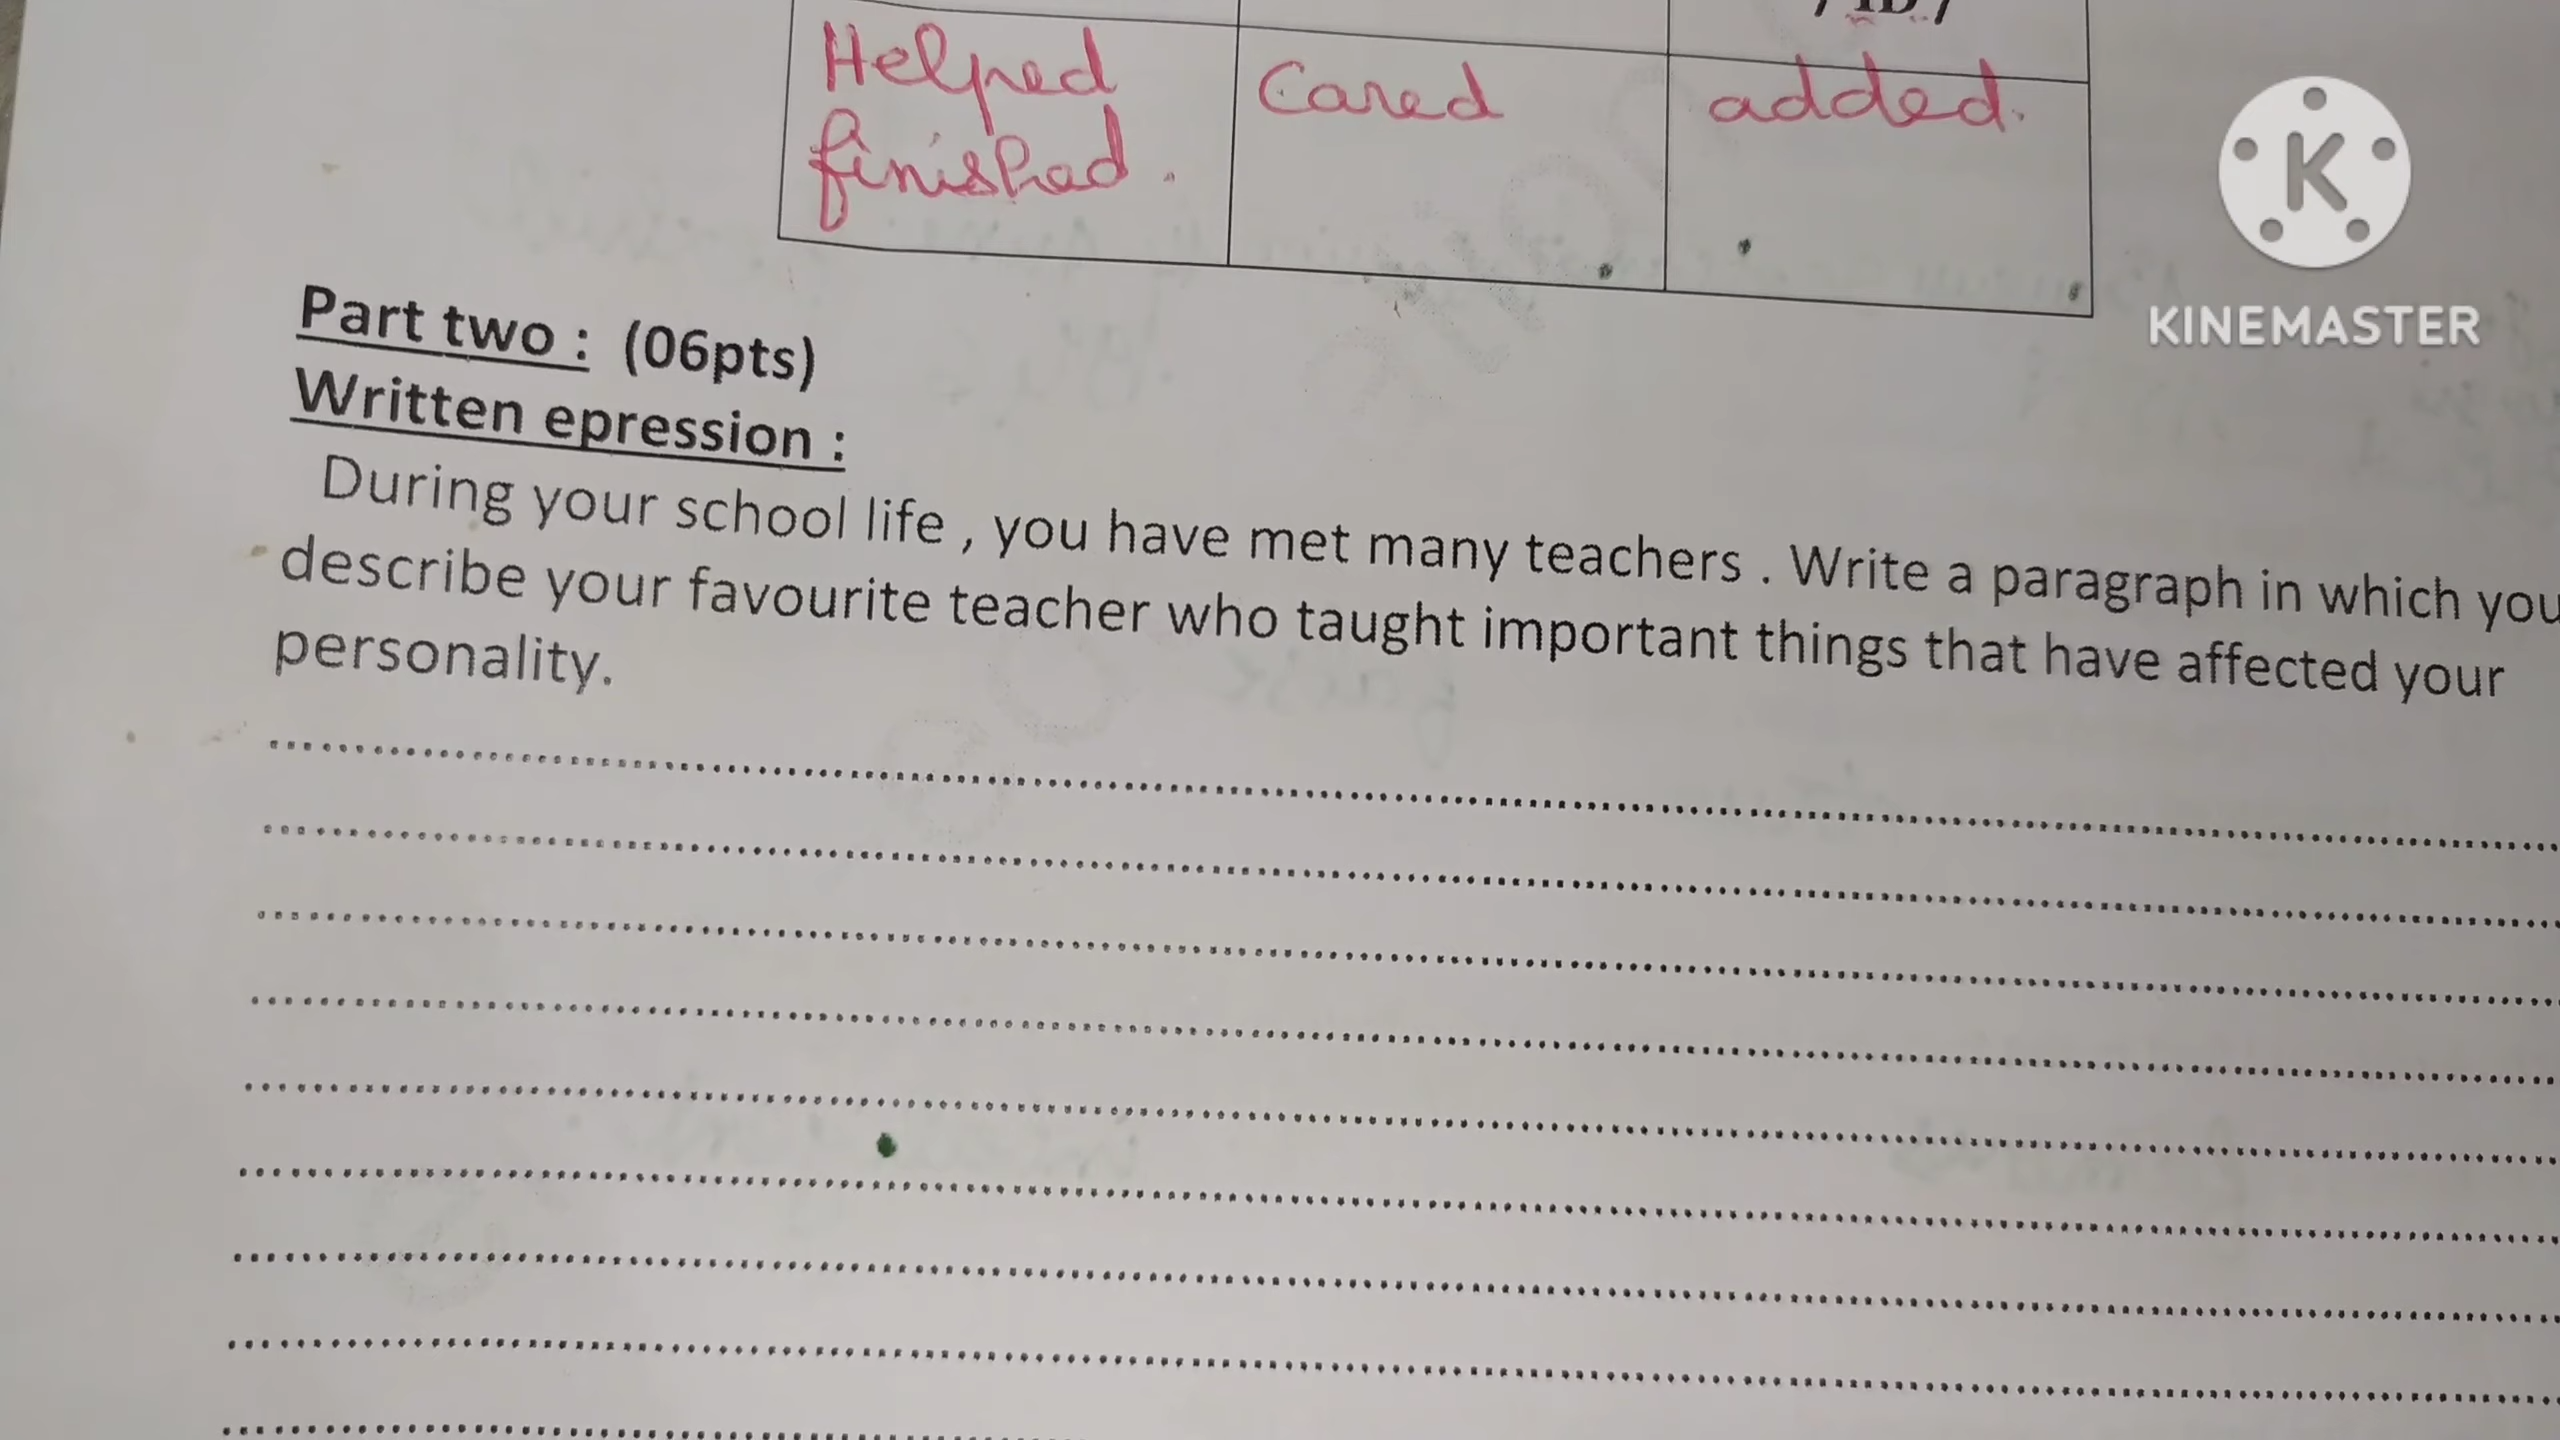 Helped Cared added.
finished.
K
KINEMASTER
Part two : (06pts)
Written epression :
During your school life , you have met many teachers . Write a paragraph in which you
describe your favourite teacher who taught important things that have affected your
personality.